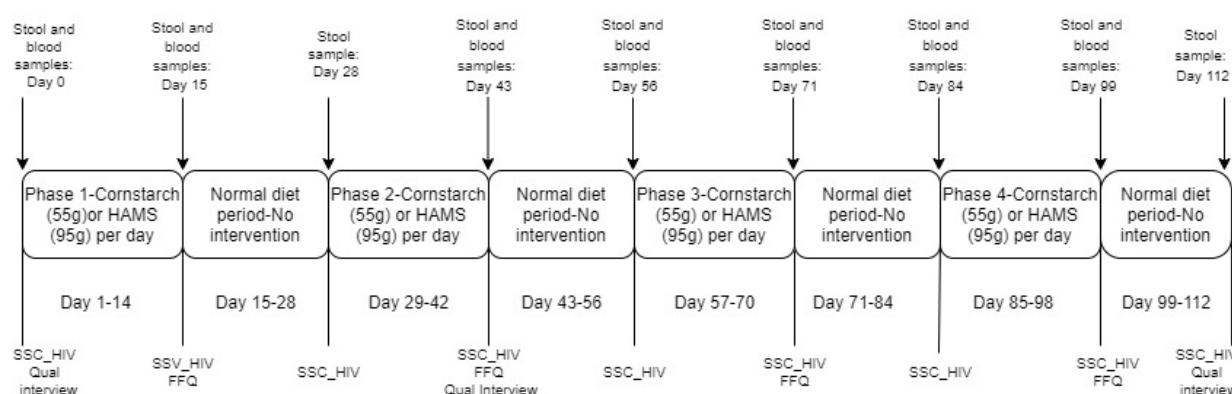 Stool and
blood
samples:
Day 0
Stool and
blood
samples:
Day 15
Stool
sample:
Day 28
Stool and
blood
samples:
Day 43
Stool and
blood
samples:
Day 56
Stool and
blood
samples:
Day 71
Stool and
blood
samples:
Day 84
Stool and
blood
samples:
Day 99
Stool
sample:
Day 112
Phase 1-Cornstarch
(55g)or HAMS
(95g) per day
Normal diet
period-No
intervention
Phase 2-Cornstarch
(55g) or HAMS
(95g) per day
Normal diet
period-No
intervention
Phase 3-Cornstarch
(55g) or HAMS
(95g) per day
Normal diet
period-No
intervention
Phase 4-Cornstarch
(55g) or HAMS
(95g) per day
Normal diet
period-No
intervention
Day 1-14
Day 15-28
Day 29-42
Day 43-56
Day 57-70
Day 71-84
Day 85-98
Day 99-112
SSC_HIV
Qual
interview
SSV_HIV
FFQ
SSC_HIV
SSC_HIV
FFQ
Qual Interview
SSC_HIV
SSC_HIV
FFQ
SSC_HIV
SSC_HIV
FFQ
SSC_HIV
Qual
interview